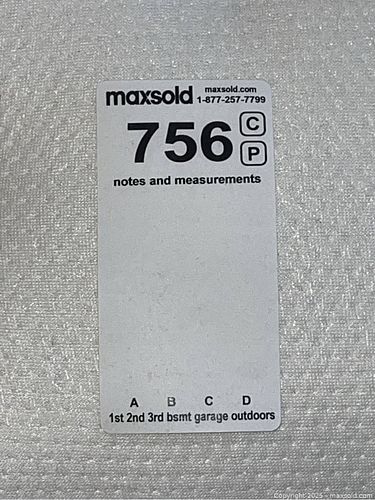 maxsold maxsold.com
1-877-257-7799
756 C
P
notes and measurements
A B C D
1st 2nd 3rd bsmt garage outdoors
Copyright 2025 - maxsold.com